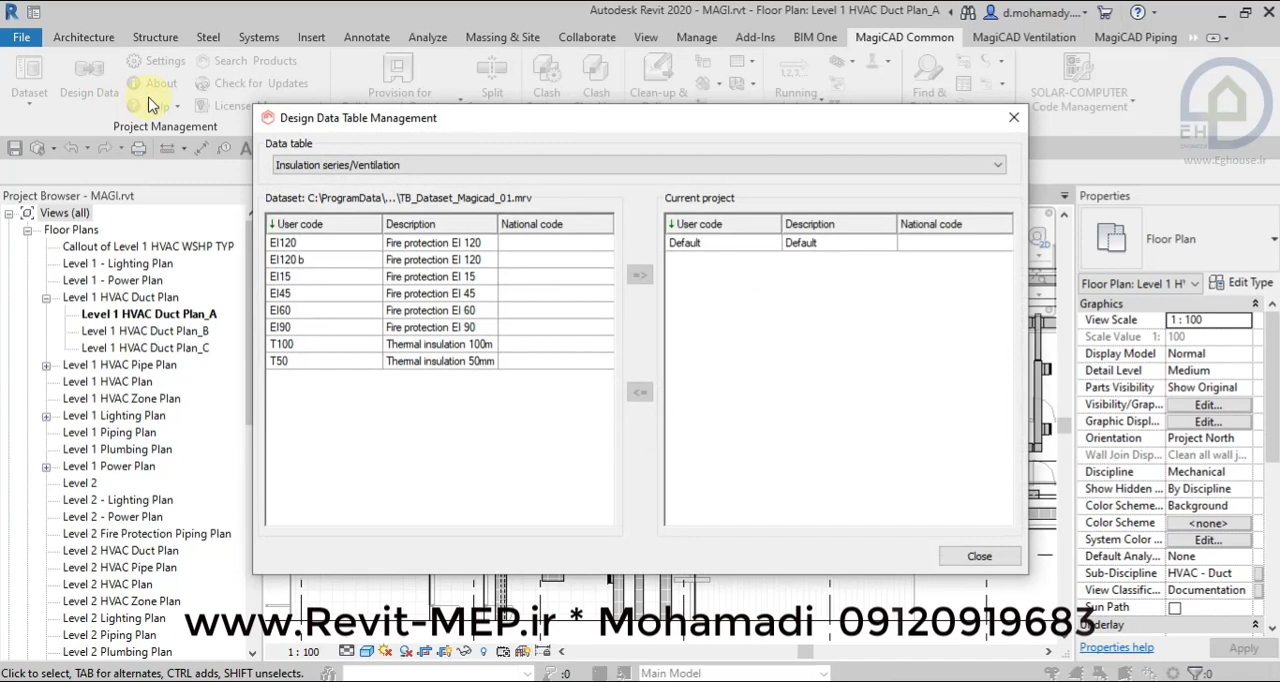 Autodesk Revit 2020 - MAGI.rvt - Floor Plan: Level 1 HVAC Duct Plan_A
d.mohamady....
File Architecture Structure Steel Systems Insert Annotate Analyze Massing & Site Collaborate View Manage Add-Ins BIM One MagiCAD Common MagiCAD Ventilation MagiCAD Piping
Dataset
Design Data
Settings
About
Search Products
Check for Updates
License
Project Management
Provision for
Split
Clash
Clash
Clean-up &
Running
Find &
SOLAR-COMPUTER
Code Management
EH
www.Eghouse.ir
Design Data Table Management
Data table
Insulation series/Ventilation
Dataset: C:\ProgramData\...\TB_Dataset_Magicad_01.mrv
User code Description National code
EI120 Fire protection EI 120
EI120 b Fire protection EI 120
EI15 Fire protection EI 15
EI45 Fire protection EI 45
EI60 Fire protection EI 60
EI90 Fire protection EI 90
T100 Thermal insulation 100m
T50 Thermal insulation 50mm
=>
<=
Current project
User code Description National code
Default Default
Close
Project Browser - MAGI.rvt
Views (all)
Floor Plans
Callout of Level 1 HVAC WSHP TYP
Level 1 - Lighting Plan
Level 1 - Power Plan
Level 1 HVAC Duct Plan
Level 1 HVAC Duct Plan_A
Level 1 HVAC Duct Plan_B
Level 1 HVAC Duct Plan_C
Level 1 HVAC Pipe Plan
Level 1 HVAC Plan
Level 1 HVAC Zone Plan
Level 1 Lighting Plan
Level 1 Piping Plan
Level 1 Plumbing Plan
Level 1 Power Plan
Level 2
Level 2 - Lighting Plan
Level 2 - Power Plan
Level 2 Fire Protection Piping Plan
Level 2 HVAC Duct Plan
Level 2 HVAC Pipe Plan
Level 2 HVAC Plan
Level 2 HVAC Zone Plan
Level 2 Lighting Plan
Level 2 Piping Plan
Level 2 Plumbing Plan
Properties
Floor Plan
Floor Plan: Level 1 H'
Edit Type
Graphics
View Scale 1 : 100
Scale Value 1: 100
Display Model Normal
Detail Level Medium
Parts Visibility Show Original
Visibility/Grap... Edit...
Graphic Displ... Edit...
Orientation Project North
Wall Join Disp... Clean all wall j...
Discipline Mechanical
Show Hidden ... By Discipline
Color Scheme... Background
Color Scheme <none>
System Color ... Edit...
Default Analy... None
Sub-Discipline HVAC - Duct
View Classific... Documentation
Sun Path
Underlay
Properties help
Apply
www.Revit-MEP.ir * Mohamadi 09120919683
1 : 100
Click to select, TAB for alternates, CTRL adds, SHIFT unselects.
:0
Main Model
:0